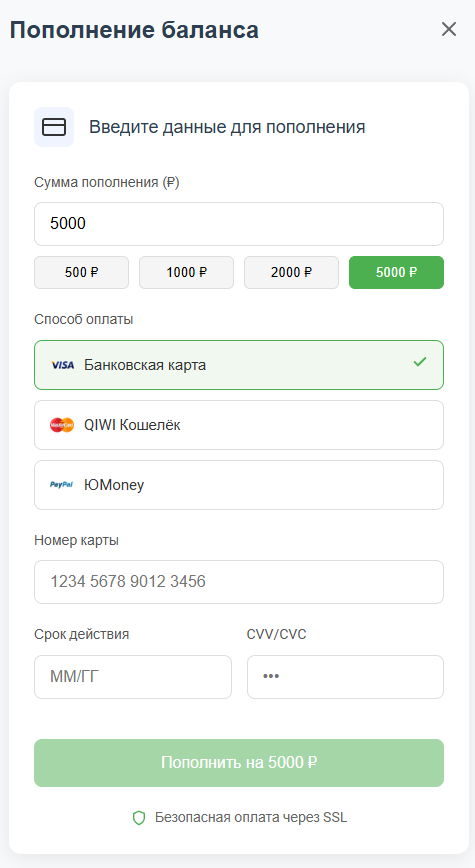 Пополнение баланса
Введите данные для пополнения
Сумма пополнения (₽)
5000
500 ₽ 1000 ₽ 2000 ₽ 5000 ₽
Способ оплаты
VISA Банковская карта
MasterCard QIWI Кошелёк
PayPal ЮMoney
Номер карты
1234 5678 9012 3456
Срок действия CVV/CVC
ММ/ГГ •••
Пополнить на 5000 ₽
Безопасная оплата через SSL